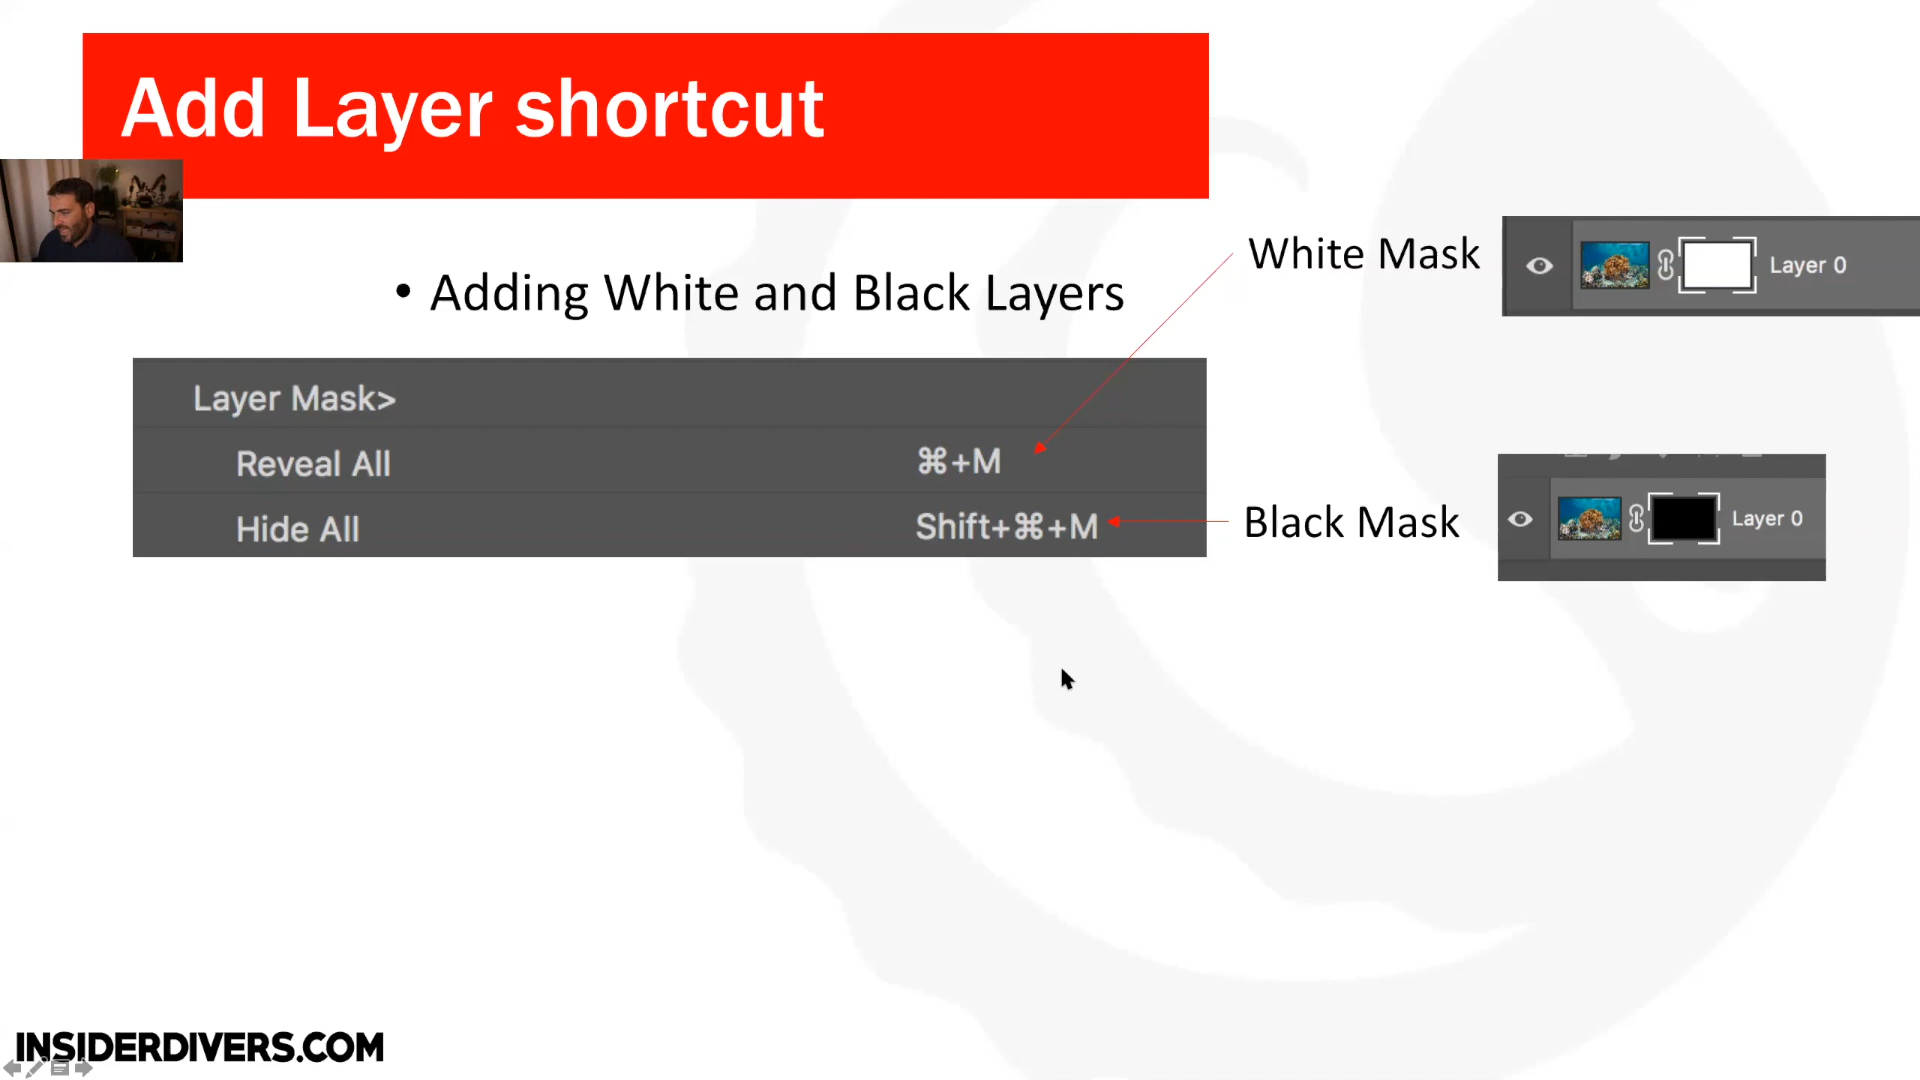 Add Layer shortcut
White Mask
Layer 0
• Adding White and Black Layers
Layer Mask>
Reveal All ⌘+M
Hide All Shift+⌘+M
Black Mask
Layer 0
INSIDERDIVERS.COM